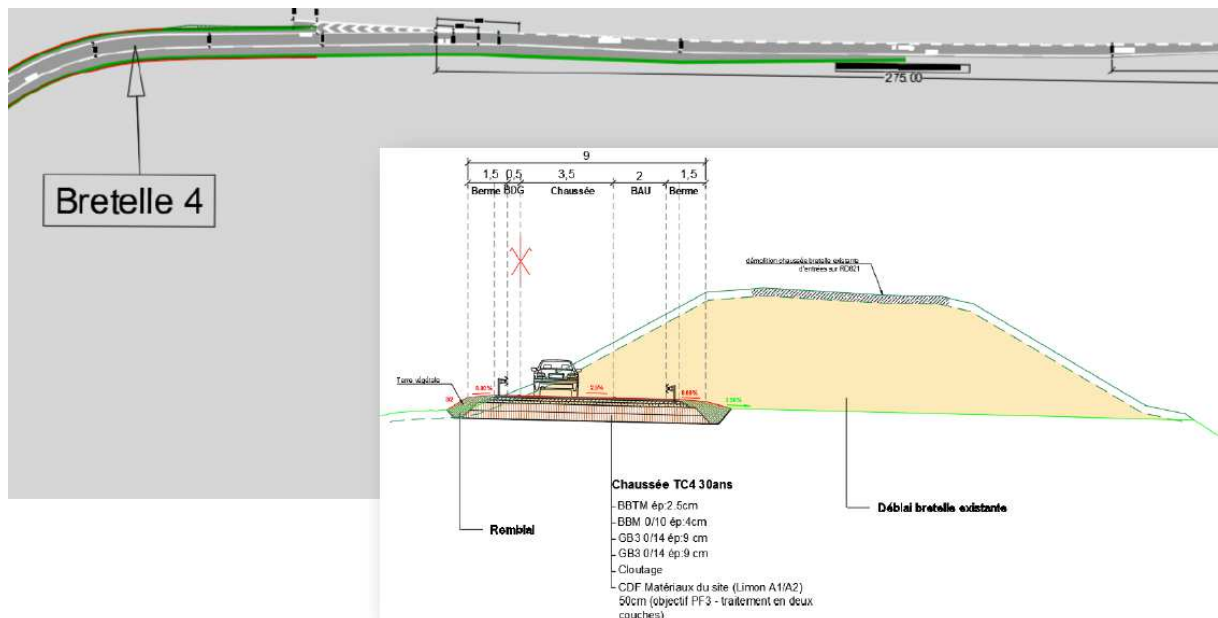 275.00
Bretelle 4
9
1,5 0,5 3,5 2 1,5
Berme BDG Chaussée BAU Berme
démolition chaussée bretelle existante
d'entrées sur RD821
Terre végétale
2.5%
Chaussée TC4 30ans
BBTM ép:2.5cm
BBM 0/10 ép:4cm
GB3 0/14 ép:9 cm
GB3 0/14 ép:9 cm
Cloutage
CDF Matériaux du site (Limon A1/A2)
50cm (objectif PF3 - traitement en deux
couches)
Remblai
Déblai bretelle existante